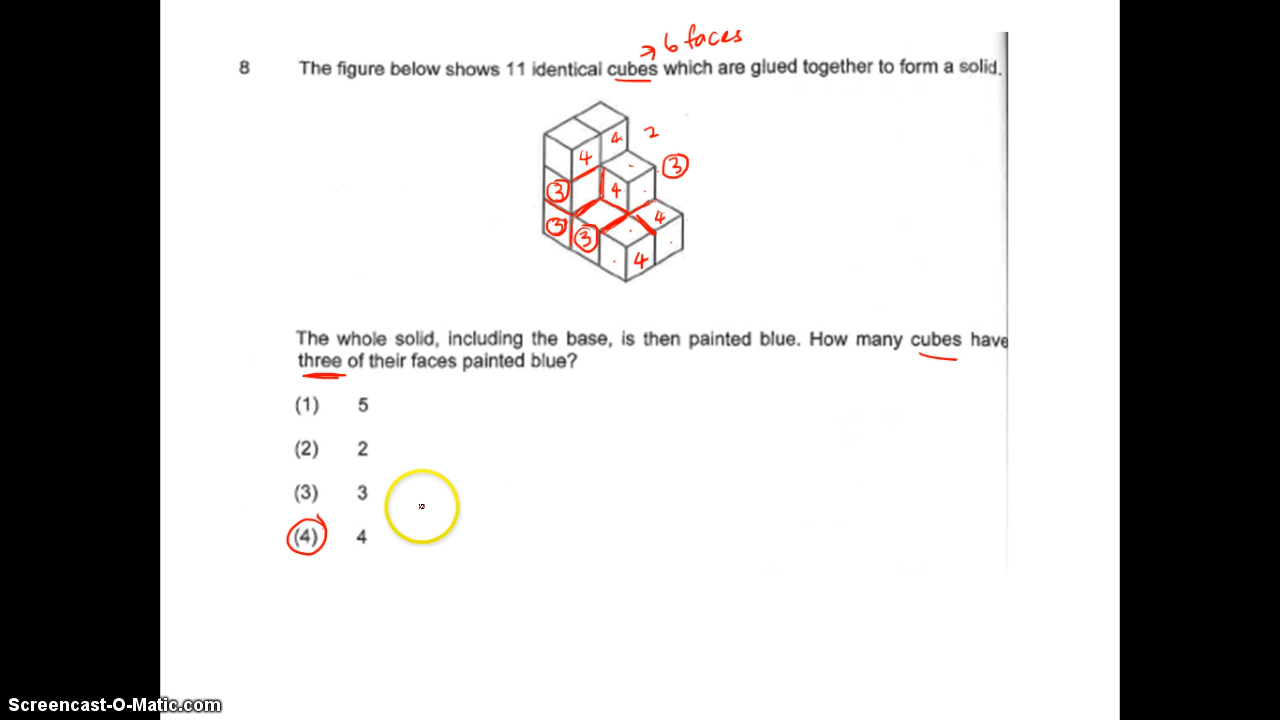 → 6 faces
8 The figure below shows 11 identical cubes which are glued together to form a solid.
4 2
4 3
3 4
4
3 3
4
The whole solid, including the base, is then painted blue. How many cubes have
three of their faces painted blue?
(1) 5
(2) 2
(3) 3
(4) 4
Screencast-O-Matic.com